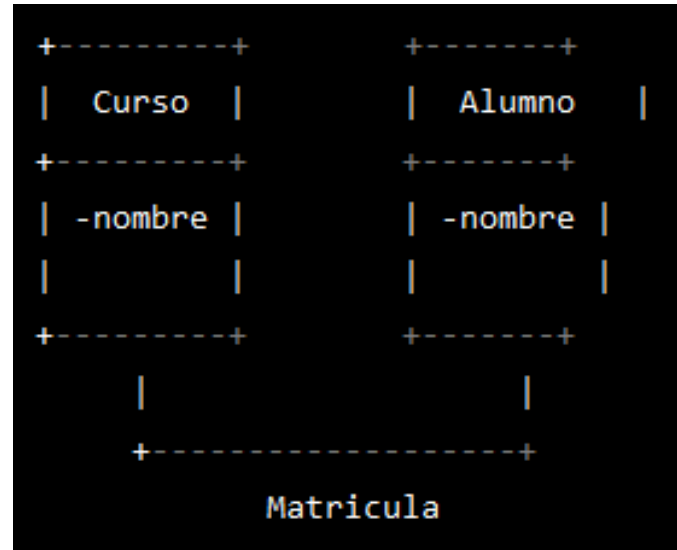 +---------+        +-------+
|  Curso  |        |  Alumno   |
+---------+        +-------+
| -nombre |        | -nombre |
|         |        |         |
+---------+        +-------+
     |                   |
     +-------------------+
           Matricula